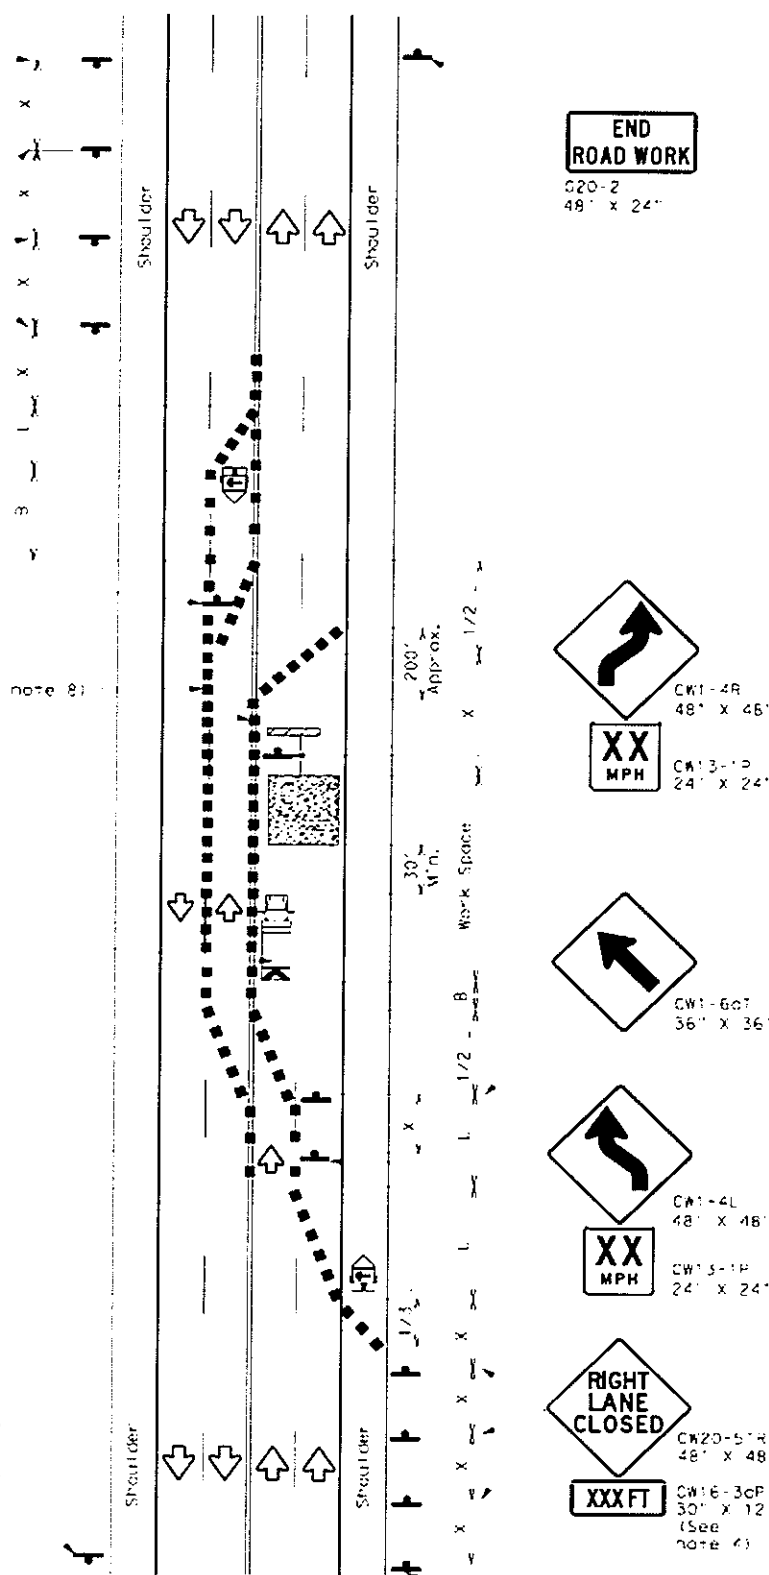 END
ROAD WORK
G20-2
48" X 24"
Shoulder
Shoulder
X
X
X
X
L
B
note 8)
200'
Approx.
1/2
X
30'
Min.
Work Space
B
1/2
X
L
L
1/3
X
X
X
X
CW1-4R
48" X 48"
XX
MPH
CW13-1P
24" X 24"
CW1-6aT
36" X 36"
CW1-4L
48" X 48"
XX
MPH
CW13-1P
24" X 24"
RIGHT
LANE
CLOSED
CW20-5TR
48" X 48
XXX FT
CW16-3aP
30" X 12
(See
note 4)
Shoulder
Shoulder